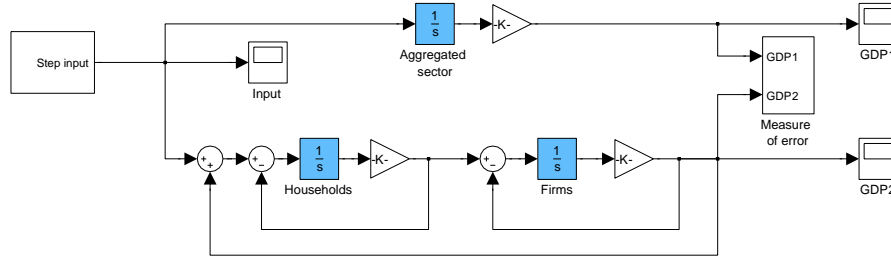 Step input
Input
1
s
Aggregated
sector
-K-
GDP1
GDP2
Measure
of error
GDP1
+
+
+
−
1
s
Households
-K-
+
−
1
s
Firms
-K-
GDP2